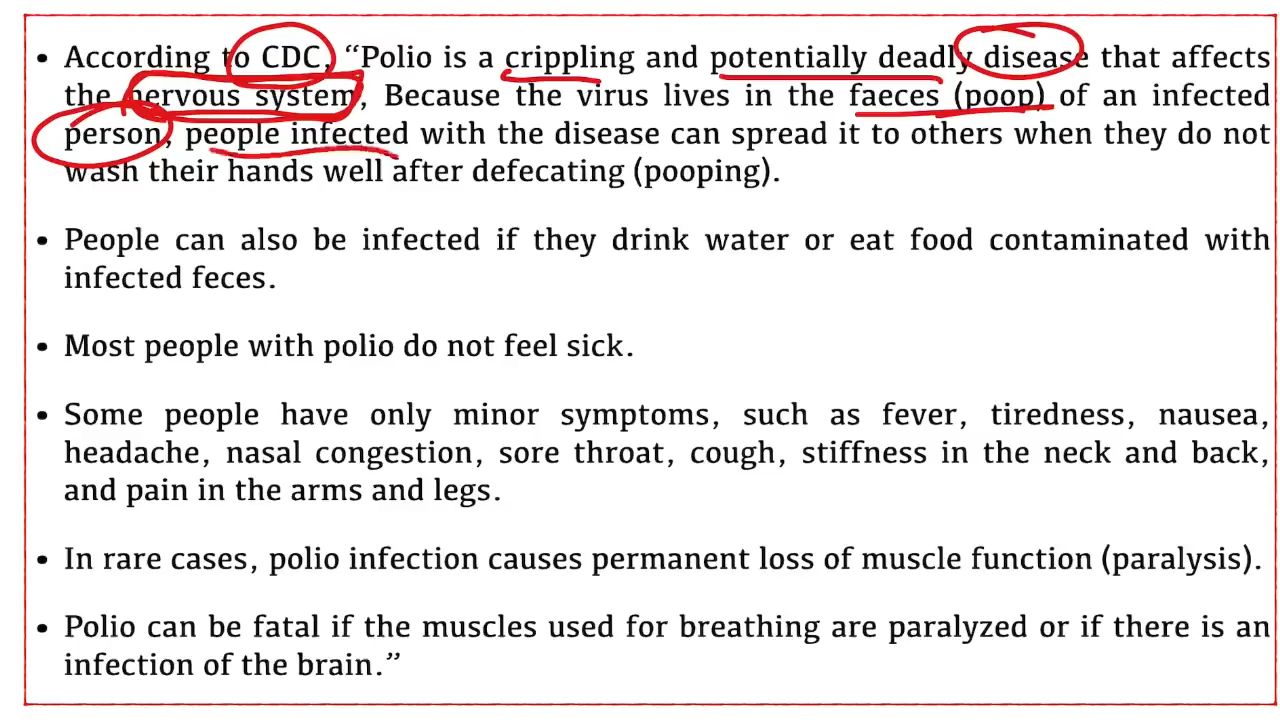 • According to CDC, “Polio is a crippling and potentially deadly disease that affects
the nervous system, Because the virus lives in the faeces (poop) of an infected
person, people infected with the disease can spread it to others when they do not
wash their hands well after defecating (pooping).
• People can also be infected if they drink water or eat food contaminated with
infected feces.
• Most people with polio do not feel sick.
• Some people have only minor symptoms, such as fever, tiredness, nausea,
headache, nasal congestion, sore throat, cough, stiffness in the neck and back,
and pain in the arms and legs.
• In rare cases, polio infection causes permanent loss of muscle function (paralysis).
• Polio can be fatal if the muscles used for breathing are paralyzed or if there is an
infection of the brain.”